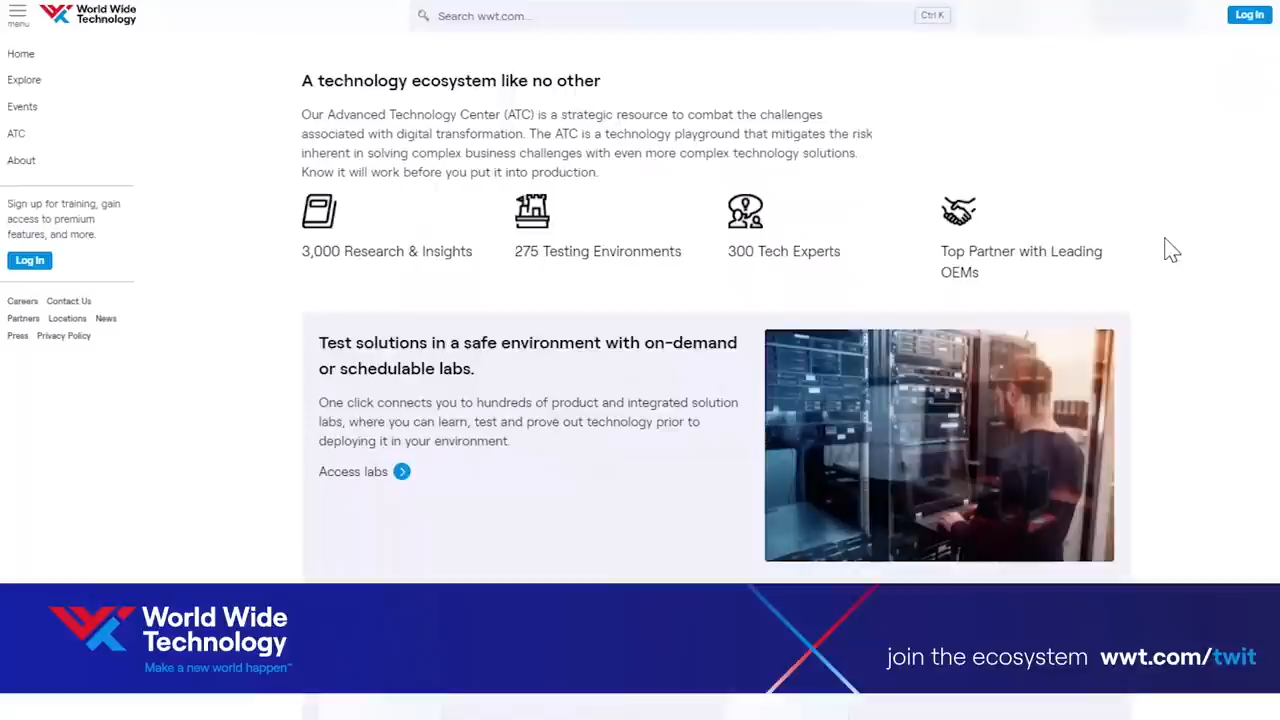 menu
World Wide
Technology
Search wwt.com...
Ctrl K
Log In
Home
Explore
Events
ATC
About
Sign up for training, gain
access to premium
features, and more.
Log In
Careers Contact Us
Partners Locations News
Press Privacy Policy
A technology ecosystem like no other
Our Advanced Technology Center (ATC) is a strategic resource to combat the challenges
associated with digital transformation. The ATC is a technology playground that mitigates the risk
inherent in solving complex business challenges with even more complex technology solutions.
Know it will work before you put it into production.
3,000 Research & Insights
275 Testing Environments
300 Tech Experts
Top Partner with Leading
OEMs
Test solutions in a safe environment with on-demand
or schedulable labs.
One click connects you to hundreds of product and integrated solution
labs, where you can learn, test and prove out technology prior to
deploying it in your environment.
Access labs
World Wide
Technology
Make a new world happen™
join the ecosystem wwt.com/twit